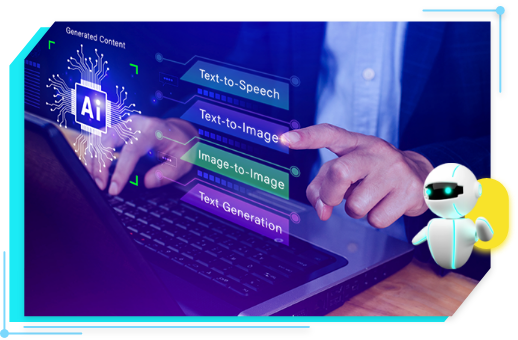 Generated Content
Ai
Text-to-Speech
Text-to-Image
Image-to-Image
Text Generation